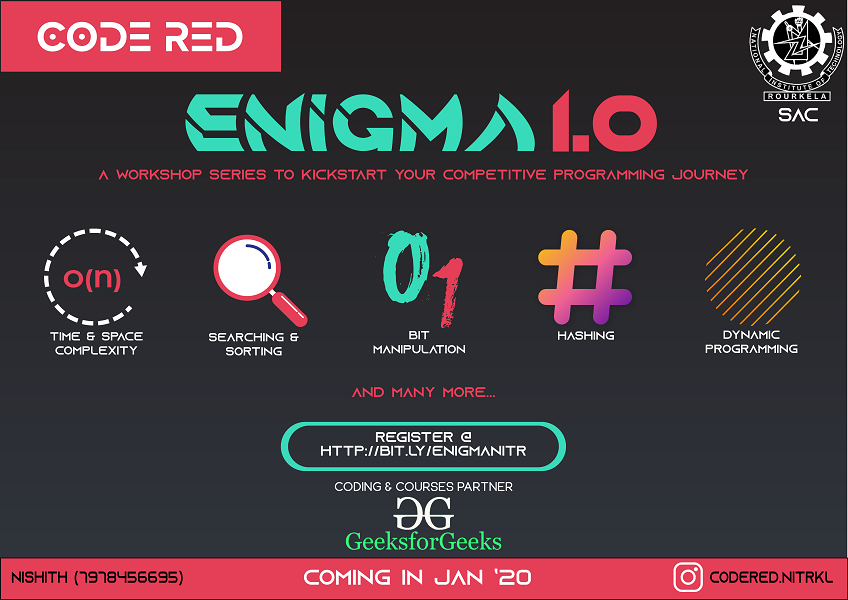 CODE RED
NATIONAL INSTITUTE OF TECHNOLOGY
ROURKELA
SAC
ENIGMA 1.0
A WORKSHOP SERIES TO KICKSTART YOUR COMPETITIVE PROGRAMMING JOURNEY
O(n)
TIME & SPACE
COMPLEXITY
SEARCHING &
SORTING
01
BIT
MANIPULATION
#
HASHING
DYNAMIC
PROGRAMMING
AND MANY MORE...
REGISTER @
HTTP://BIT.LY/ENIGMANITR
CODING & COURSES PARTNER
GG
GeeksforGeeks
NISHITH (7978456695)
COMING IN JAN '20
CODERED.NITRKL